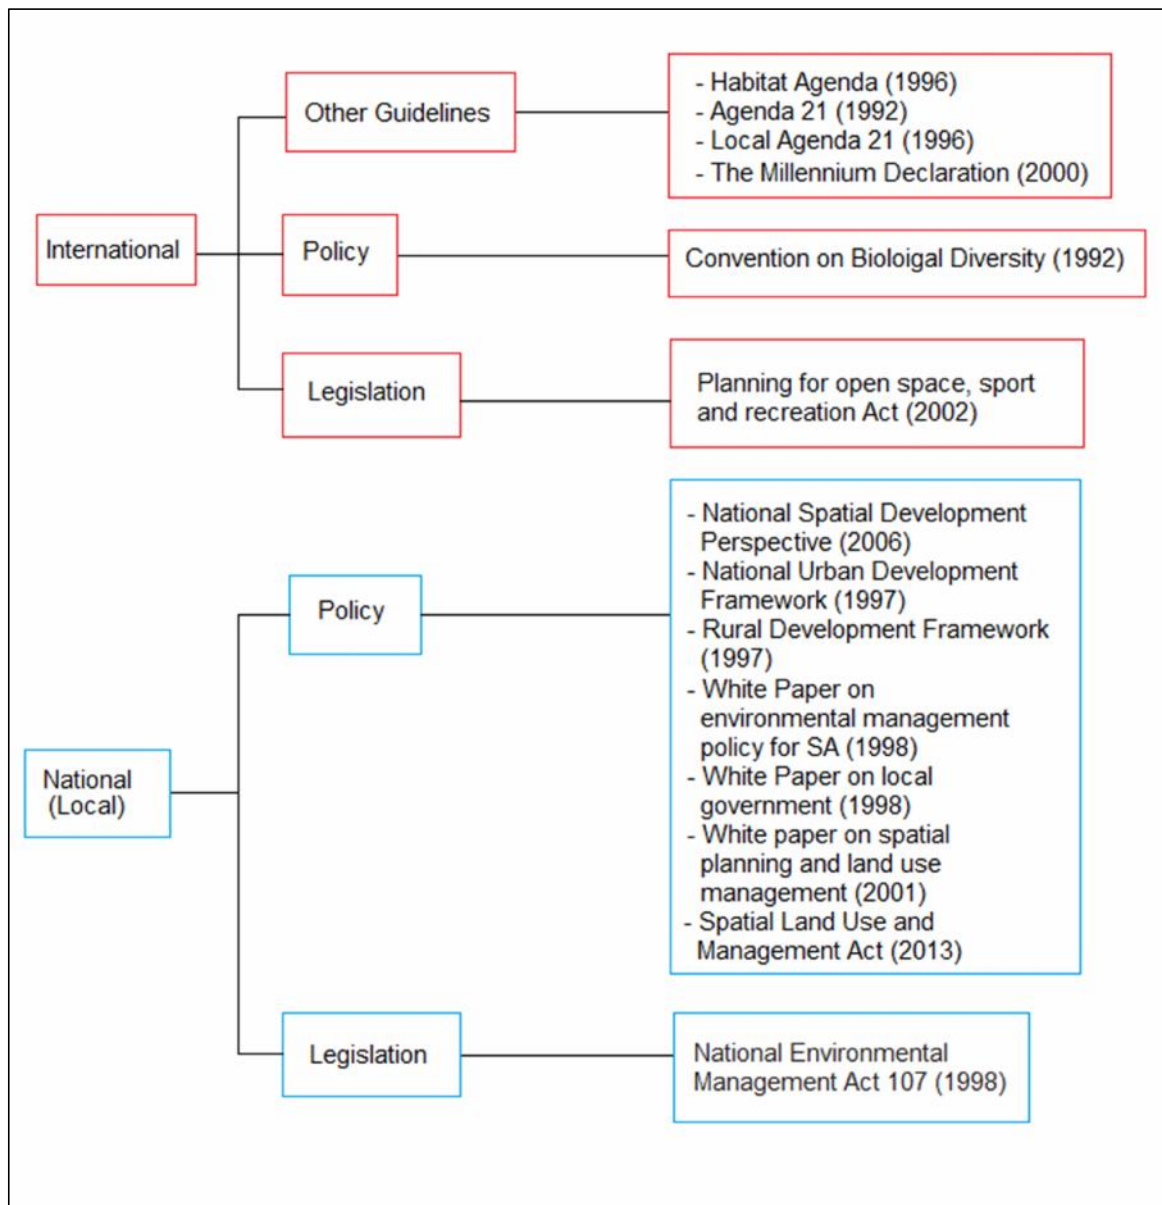 Other Guidelines
- Habitat Agenda (1996)
- Agenda 21 (1992)
- Local Agenda 21 (1996)
- The Millennium Declaration (2000)
International
Policy
Convention on Bioloigal Diversity (1992)
Legislation
Planning for open space, sport
and recreation Act (2002)
National
(Local)
Policy
- National Spatial Development
Perspective (2006)
- National Urban Development
Framework (1997)
- Rural Development Framework
(1997)
- White Paper on
environmental management
policy for SA (1998)
- White Paper on local
government (1998)
- White paper on spatial
planning and land use
management (2001)
- Spatial Land Use and
Management Act (2013)
Legislation
National Environmental
Management Act 107 (1998)